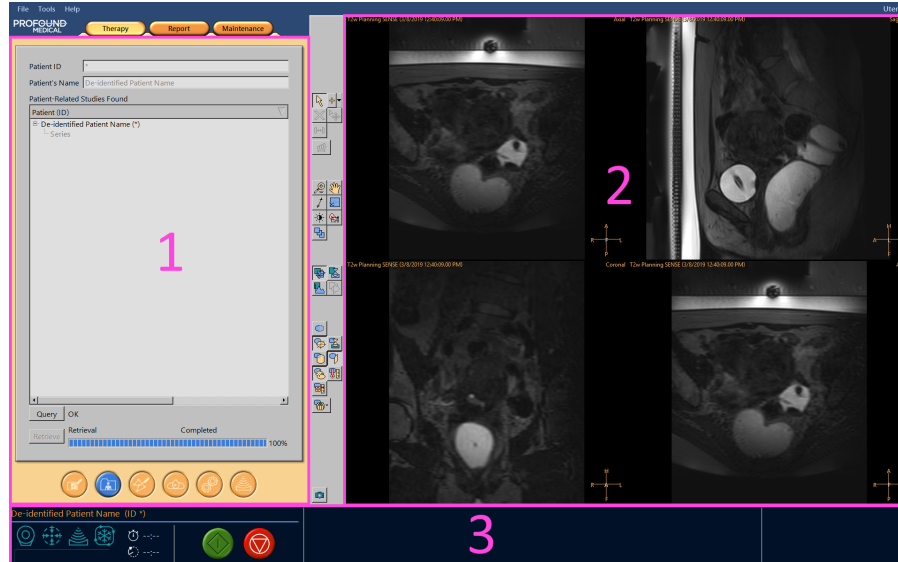 File Tools Help
Uter
PROFOUND
MEDICAL
Therapy
Report
Maintenance
Patient ID *
Patient's Name De-identified Patient Name
Patient-Related Studies Found
Patient (ID)
De-identified Patient Name (*)
Series
1
Query OK
Retrieve
Retrieval Completed
100%
T2w Planning SENSE (3/8/2019 12:40:09.00 PM)
Axial T2w Planning SENSE (3/8/2019 12:40:09.00 PM)
Sag
2
A
R L
P
H
A
F
T2w Planning SENSE (3/8/2019 12:40:09.00 PM)
Coronal T2w Planning SENSE (3/8/2019 12:40:09.00 PM)
A
H
R A L
F
A
R
P
De-identified Patient Name (ID *)
--:--
--:--
3